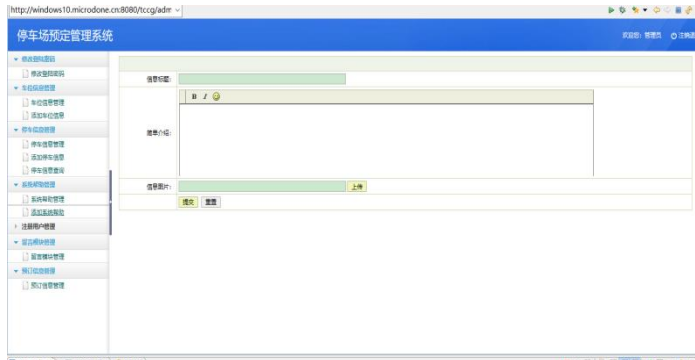 http://windows10.microdone.cn:8080/tccg/adm
停车场预定管理系统
欢迎您: 管理员 注销退
修改登陆密码
修改登陆密码
车位信息管理
车位信息管理
添加车位信息
停车信息管理
停车信息管理
添加停车信息
停车信息查询
系统帮助管理
系统帮助管理
添加系统帮助
注册用户管理
留言模块管理
留言模块管理
预订信息管理
预订信息管理
信息标题:
B I
简单介绍:
信息图片: 上传
提交 重置